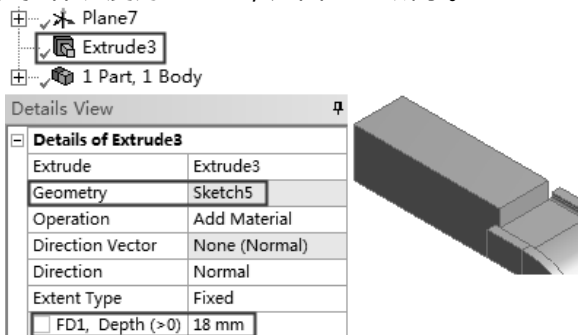 Plane7
Extrude3
1 Part, 1 Body
Details View
Details of Extrude3
Extrude Extrude3
Geometry Sketch5
Operation Add Material
Direction Vector None (Normal)
Direction Normal
Extent Type Fixed
FD1, Depth (>0) 18 mm